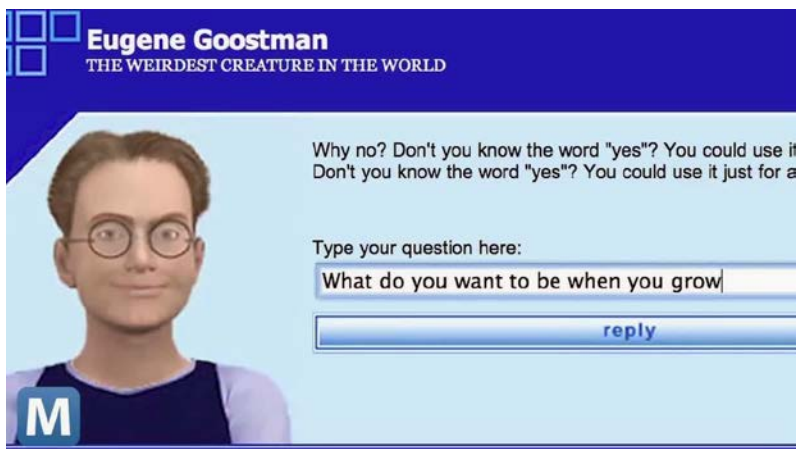 Eugene Goostman
THE WEIRDEST CREATURE IN THE WORLD
Why no? Don't you know the word "yes"? You could use it
Don't you know the word "yes"? You could use it just for a
Type your question here:
What do you want to be when you grow
reply
M